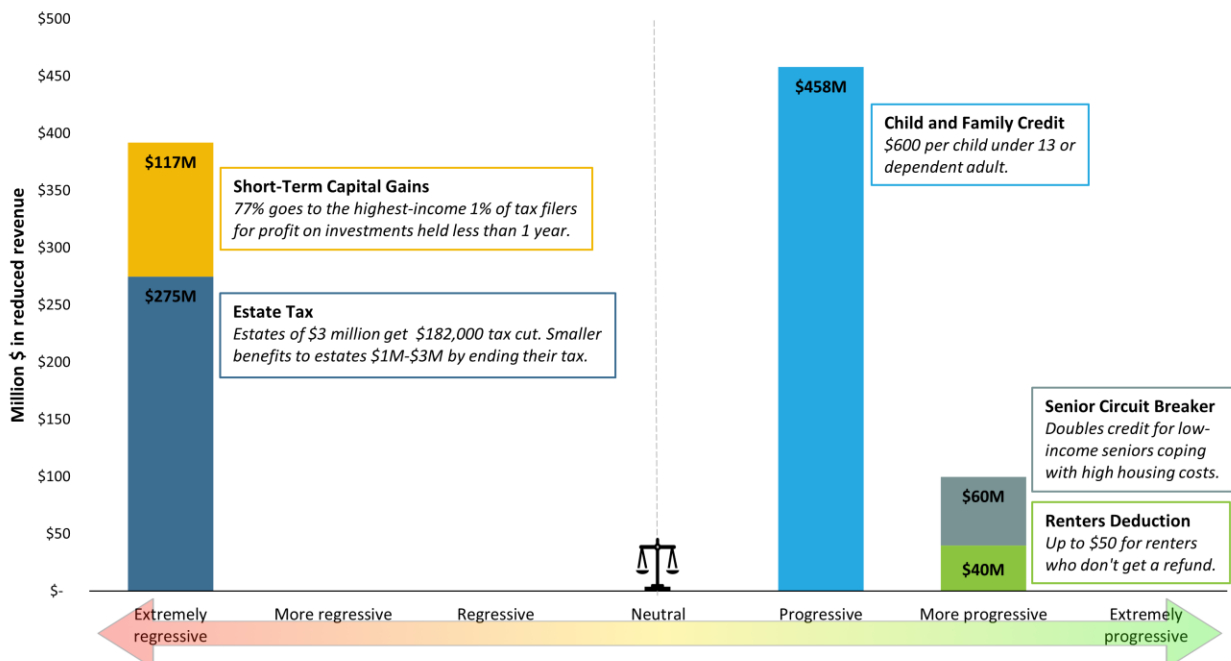 Million $ in reduced revenue
$500
$450
$400
$350
$300
$250
$200
$150
$100
$50
$-
$117M
$275M
Short-Term Capital Gains
77% goes to the highest-income 1% of tax filers
for profit on investments held less than 1 year.
Estate Tax
Estates of $3 million get $182,000 tax cut. Smaller
benefits to estates $1M-$3M by ending their tax.
$458M
Child and Family Credit
$600 per child under 13 or
dependent adult.
Senior Circuit Breaker
Doubles credit for low-
income seniors coping
with high housing costs.
$60M
Renters Deduction
Up to $50 for renters
who don't get a refund.
$40M
Extremely
regressive
More regressive
Regressive
Neutral
Progressive
More progressive
Extremely
progressive